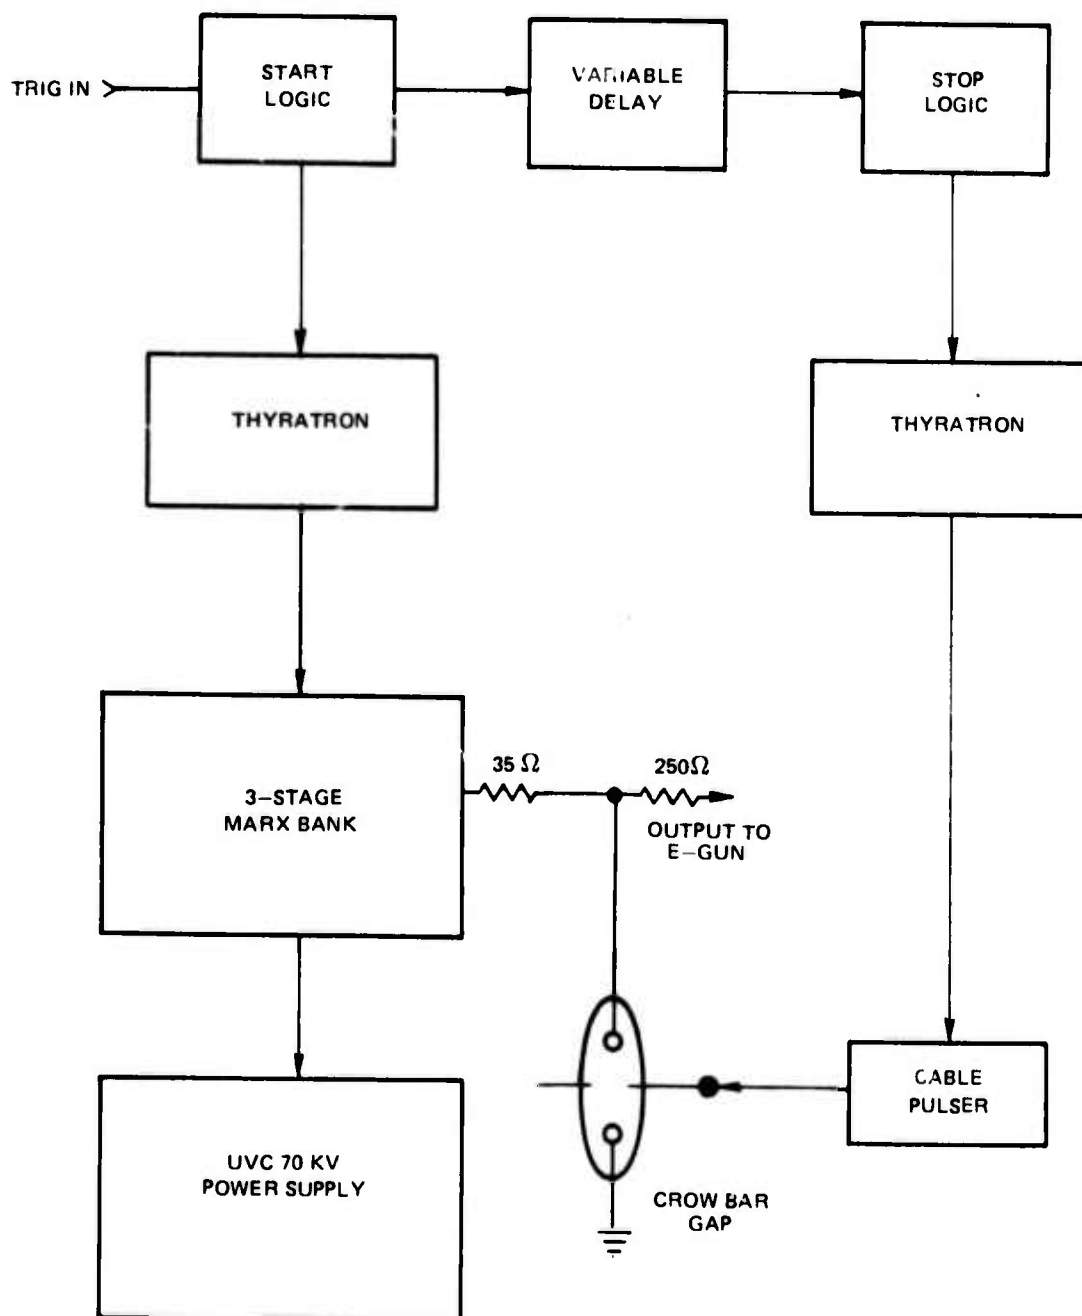 TRIG IN
START
LOGIC
VARIABLE
DELAY
STOP
LOGIC
THYRATRON
THYRATRON
3-STAGE
MARX BANK
35 Ω
250Ω
OUTPUT TO
E-GUN
UVC 70 KV
POWER SUPPLY
CROW BAR
GAP
CABLE
PULSER